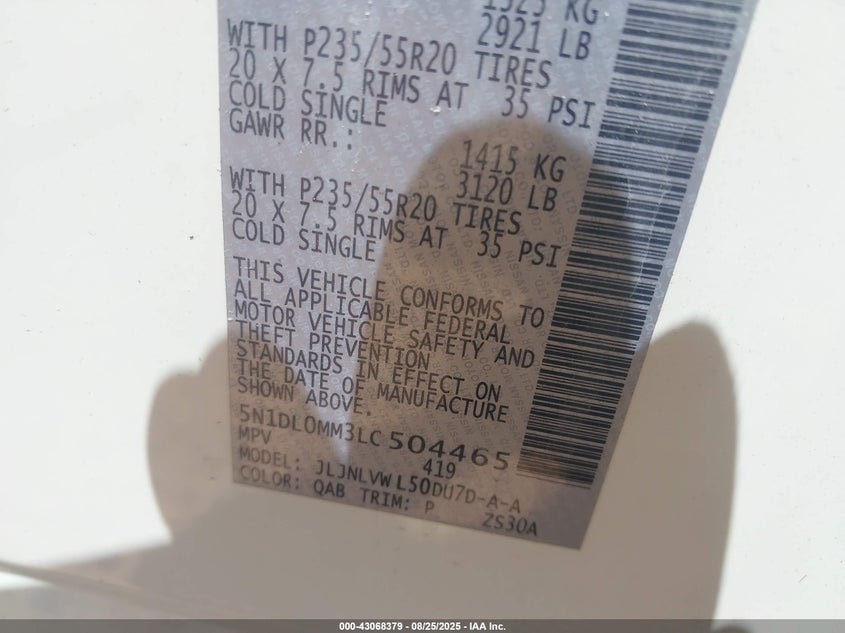 1325 KG
2921 LB
WITH P235/55R20 TIRES
20 X 7.5 RIMS AT 35 PSI
COLD SINGLE
GAWR RR.:
1415 KG
3120 LB
WITH P235/55R20 TIRES
20 X 7.5 RIMS AT 35 PSI
COLD SINGLE
THIS VEHICLE CONFORMS TO
ALL APPLICABLE FEDERAL
MOTOR VEHICLE SAFETY AND
THEFT PREVENTION
STANDARDS IN EFFECT ON
THE DATE OF MANUFACTURE
SHOWN ABOVE.
5N1DL0MM3LC504465
MPV 419
MODEL: JLJNLVWL50DU7D-A-A
COLOR: QAB TRIM: P ZS30A
000-43068379 - 08/25/2025 - IAA Inc.